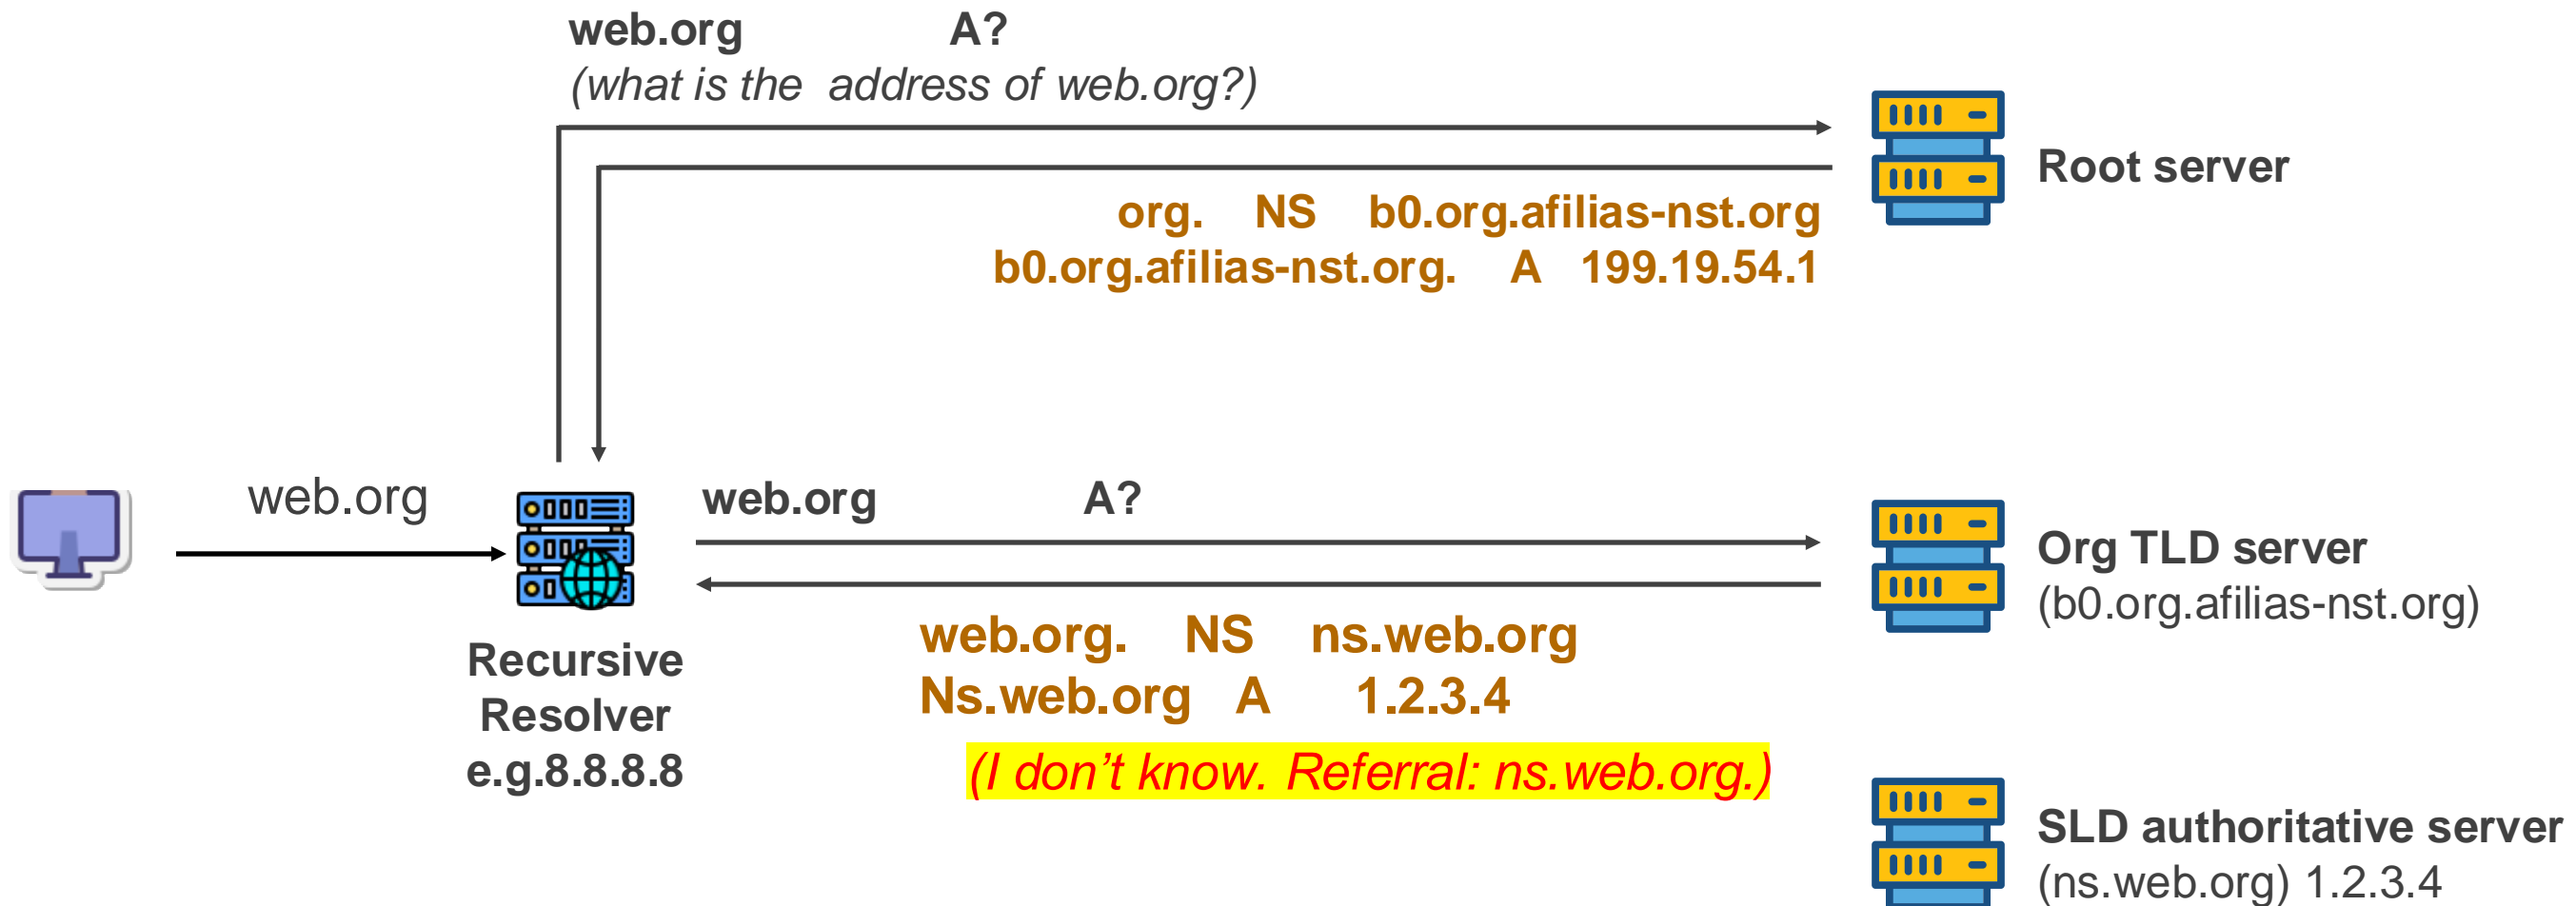 web.org A?
(what is the address of web.org?)
Root server
org. NS b0.org.afilias-nst.org
b0.org.afilias-nst.org. A 199.19.54.1
web.org
web.org A?
Org TLD server
(b0.org.afilias-nst.org)
web.org. NS ns.web.org
Ns.web.org A 1.2.3.4
(I don’t know. Referral: ns.web.org.)
Recursive
Resolver
e.g.8.8.8.8
SLD authoritative server
(ns.web.org) 1.2.3.4